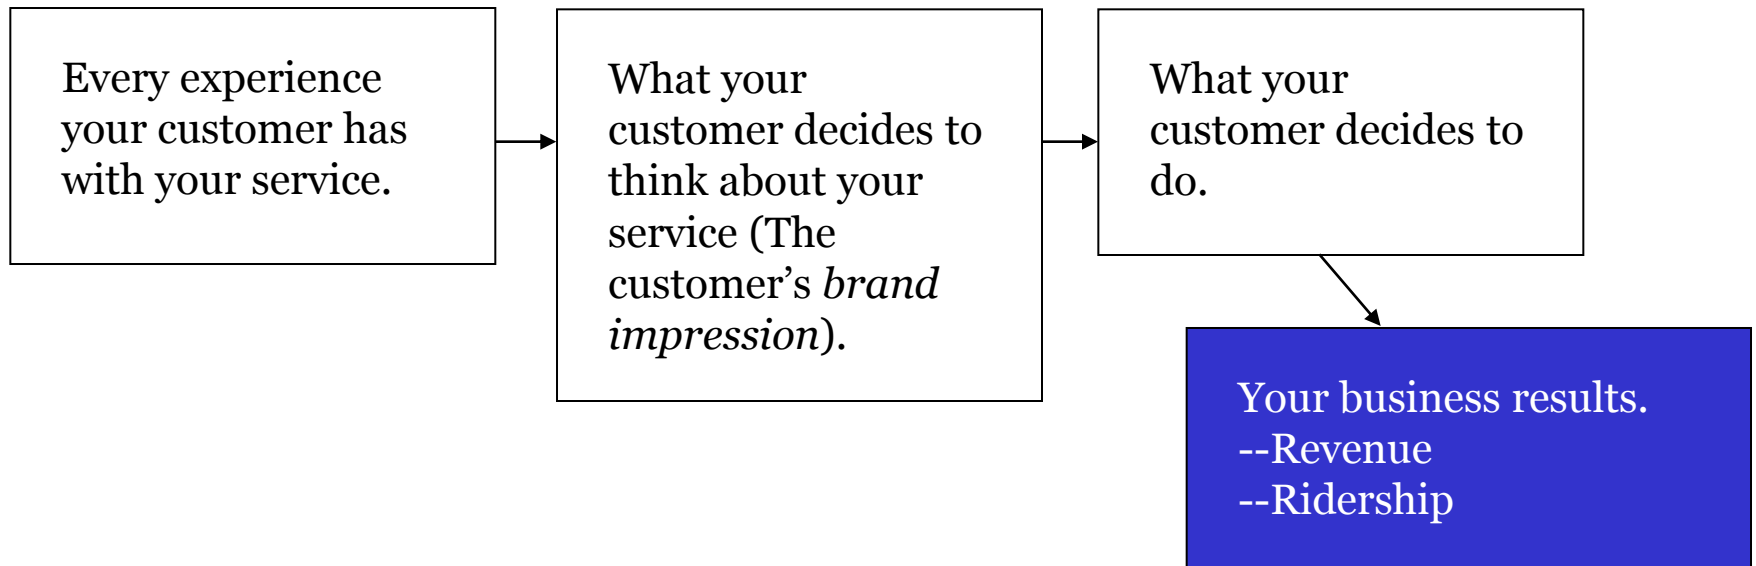 Every experience
your customer has
with your service.
What your
customer decides to
think about your
service (The
customer’s brand
impression).
What your
customer decides to
do.
Your business results.
--Revenue
--Ridership